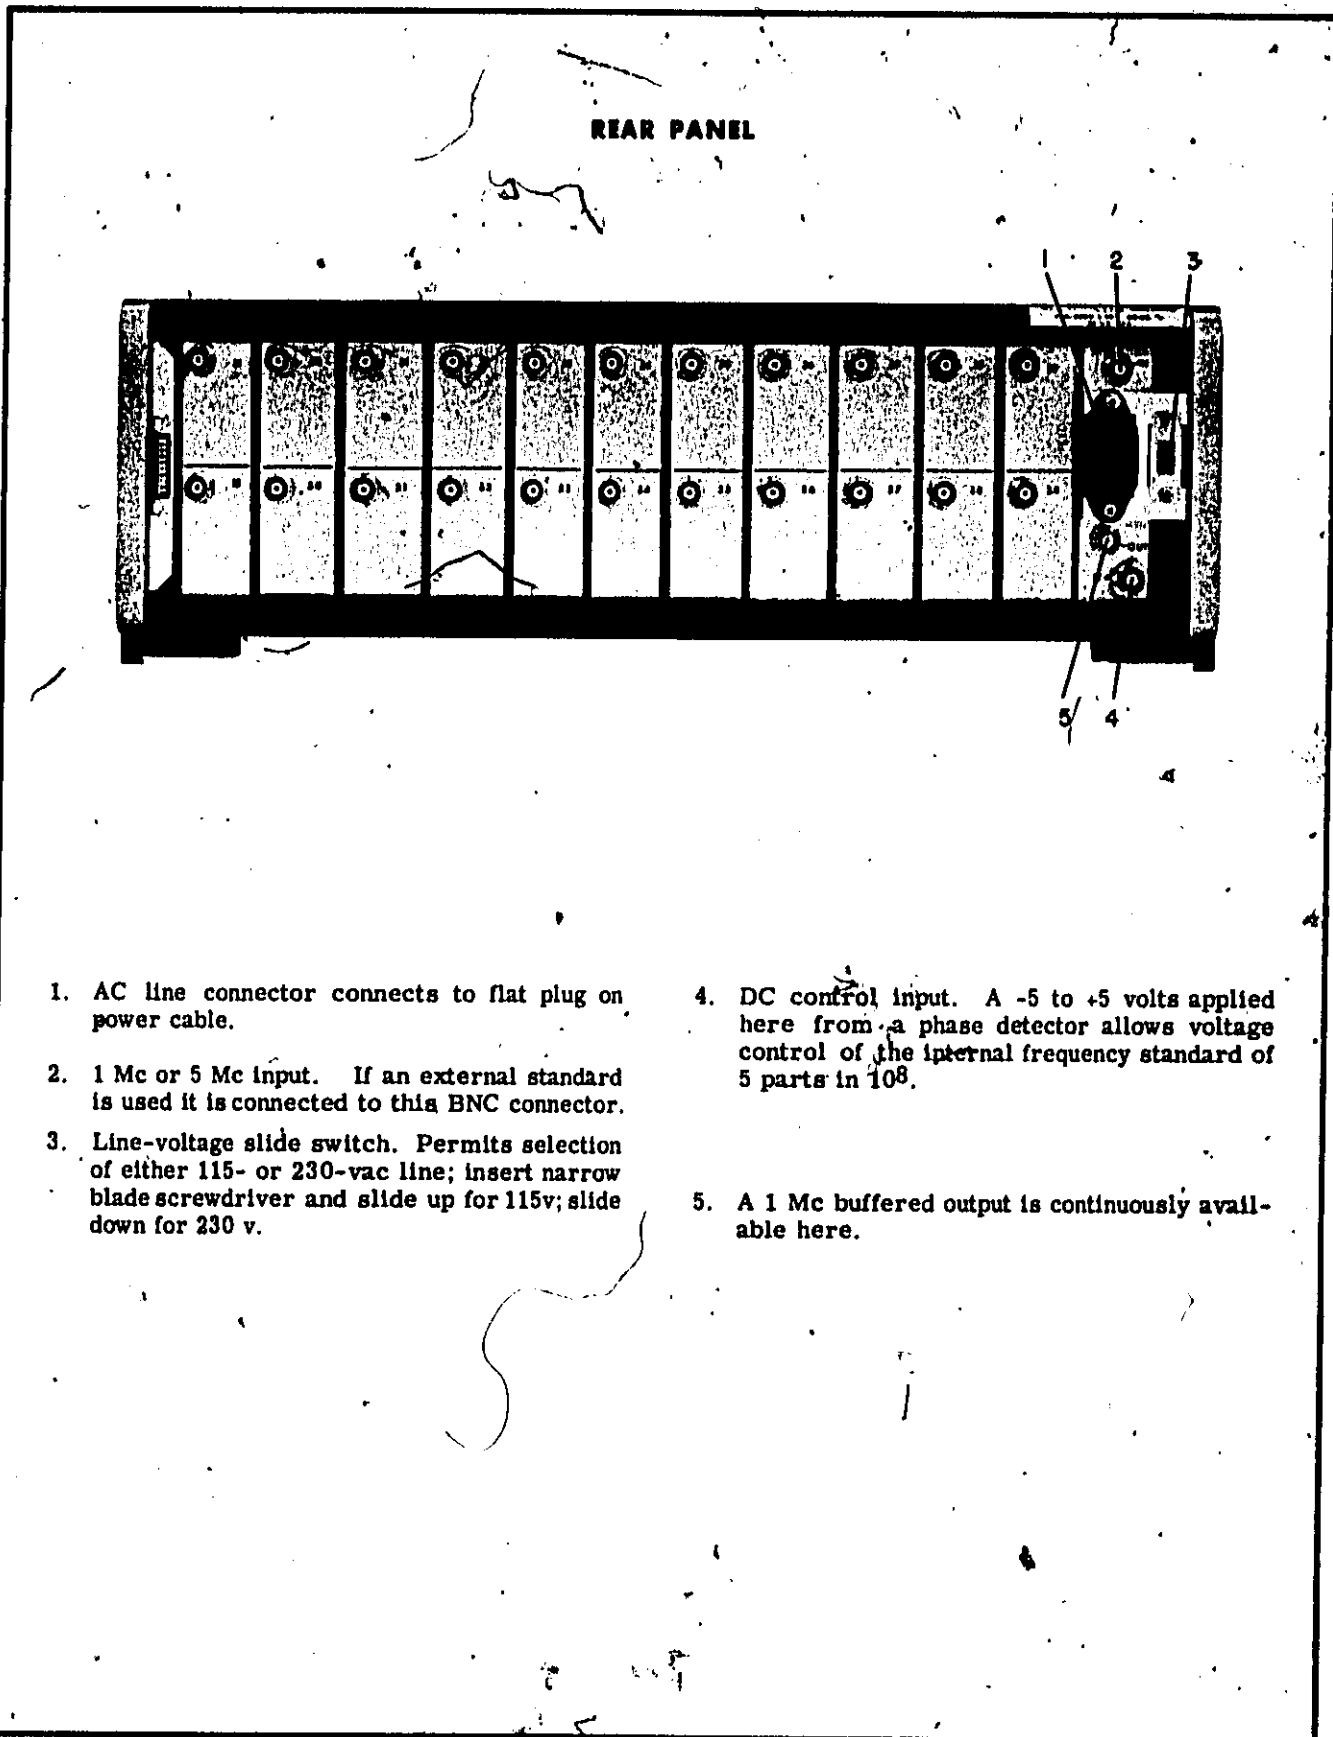 REAR PANEL
1 2 3
5 4
1. AC line connector connects to flat plug on
power cable.
2. 1 Mc or 5 Mc input. If an external standard
is used it is connected to this BNC connector.
3. Line-voltage slide switch. Permits selection
of either 115- or 230-vac line; insert narrow
blade screwdriver and slide up for 115v; slide
down for 230 v.
4. DC control input. A -5 to +5 volts applied
here from a phase detector allows voltage
control of the internal frequency standard of
5 parts in 10⁸.
5. A 1 Mc buffered output is continuously avail-
able here.